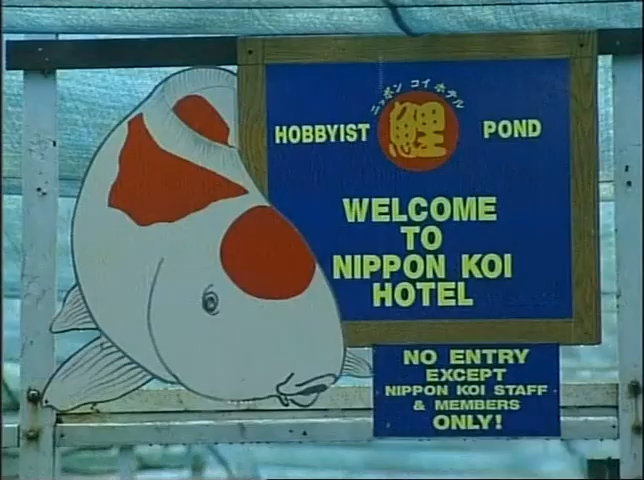 ニッポン コイ ホテル
HOBBYIST 鯉 POND
WELCOME
TO
NIPPON KOI
HOTEL
NO ENTRY
EXCEPT
NIPPON KOI STAFF
& MEMBERS
ONLY!